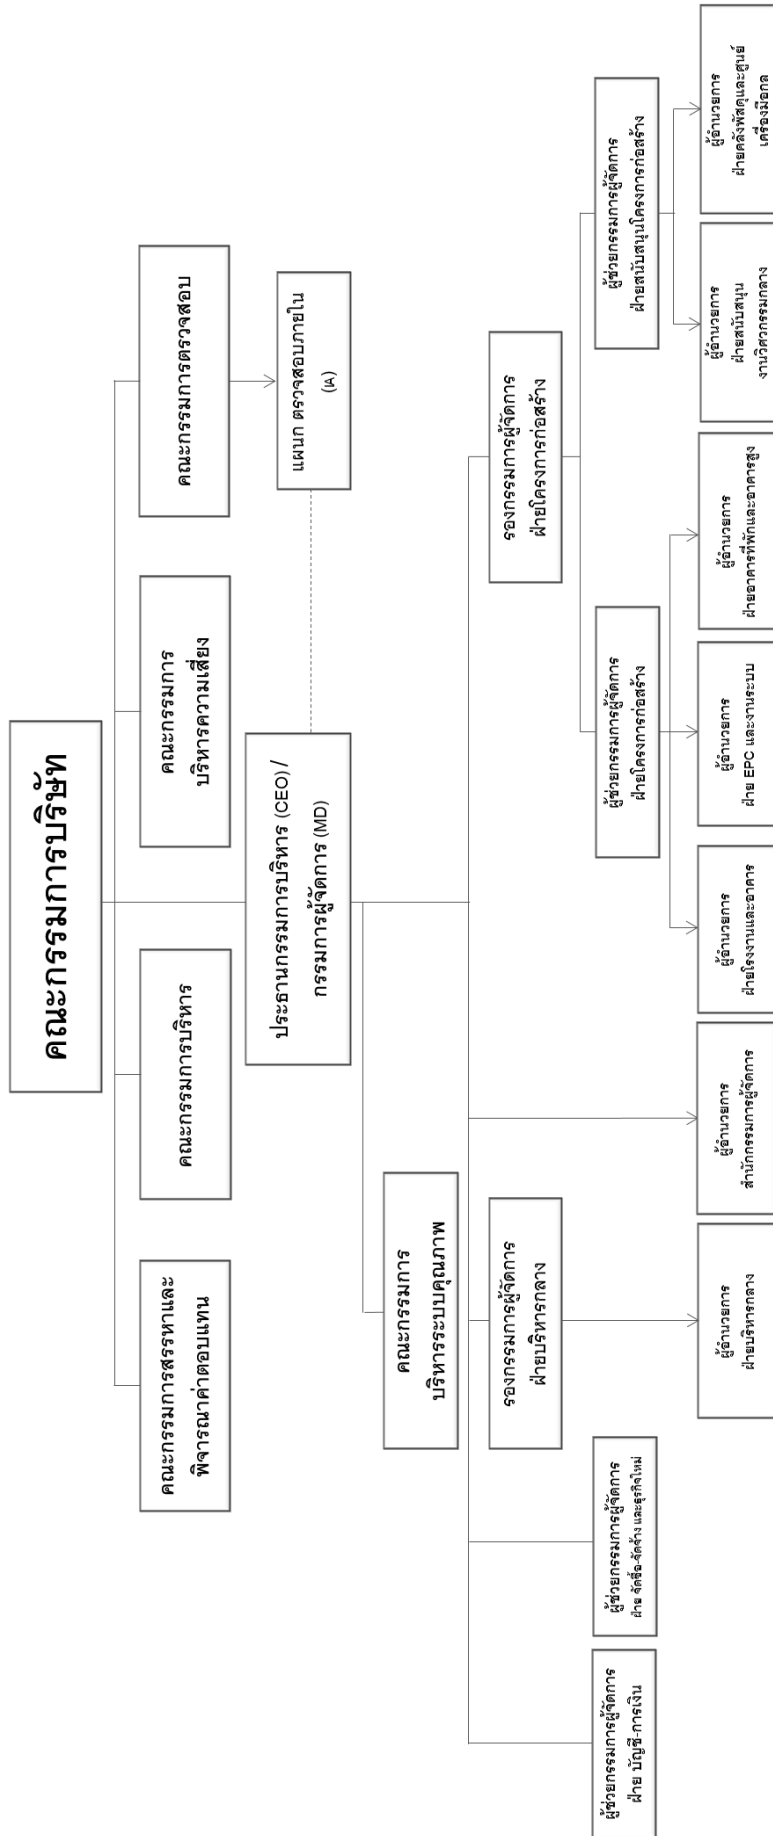 คณะกรรมการบริษัท
คณะกรรมการสรรหาและ
พิจารณาค่าตอบแทน
คณะกรรมการบริหาร
คณะกรรมการ
บริหารความเสี่ยง
คณะกรรมการตรวจสอบ
ประธานกรรมการบริหาร (CEO) /
กรรมการผู้จัดการ (MD)
แผนก ตรวจสอบภายใน
(IA)
คณะกรรมการ
บริหารระบบคุณภาพ
รองกรรมการผู้จัดการ
ฝ่ายบริหารกลาง
รองกรรมการผู้จัดการ
ฝ่ายโครงการก่อสร้าง
ผู้ช่วยกรรมการผู้จัดการ
ฝ่าย บัญชี-การเงิน
ผู้ช่วยกรรมการผู้จัดการ
ฝ่าย จัดซื้อ-จัดจ้าง และธุรกิจใหม่
ผู้ช่วยกรรมการผู้จัดการ
ฝ่ายโครงการก่อสร้าง
ผู้ช่วยกรรมการผู้จัดการ
ฝ่ายสนับสนุนโครงการก่อสร้าง
ผู้อำนวยการ
ฝ่ายบริหารกลาง
ผู้อำนวยการ
สำนักกรรมการผู้จัดการ
ผู้อำนวยการ
ฝ่ายโรงงานและอาคาร
ผู้อำนวยการ
ฝ่าย EPC และงานระบบ
ผู้อำนวยการ
ฝ่ายอาคารที่พักและอาคารสูง
ผู้อำนวยการ
ฝ่ายสนับสนุน
งานวิศวกรรมกลาง
ผู้อำนวยการ
ฝ่ายคลังพัสดุและศูนย์
เครื่องมือกล